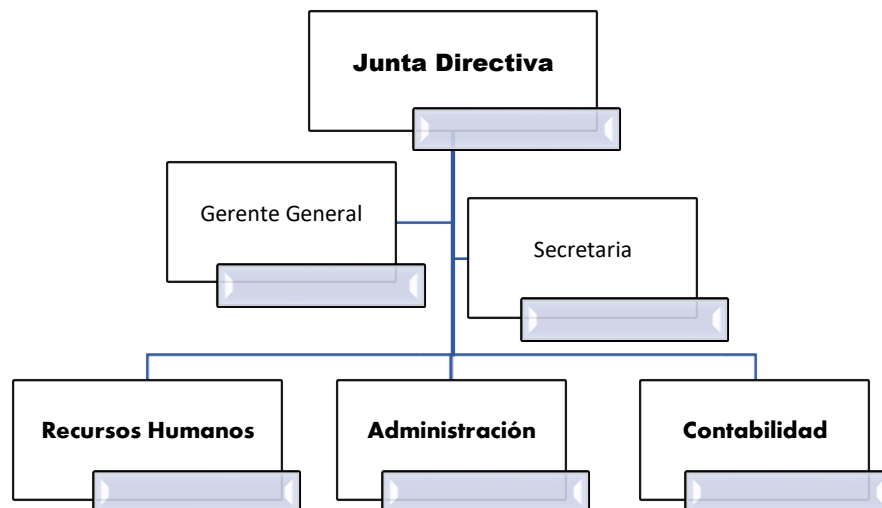 Junta Directiva
Gerente General
Secretaria
Recursos Humanos
Administración
Contabilidad